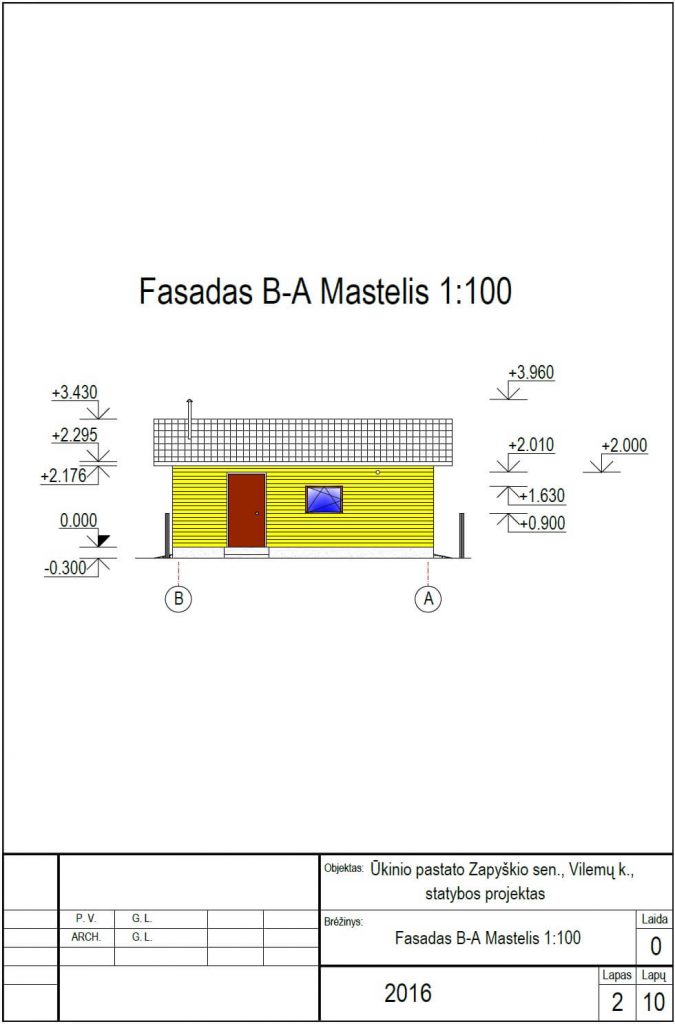 Fasadas B-A Mastelis 1:100
+3.960
+3.430
+2.295
+2.010
+2.000
+2.176
+1.630
0.000
+0.900
-0.300
B
A
Objektas: Ūkinio pastato Zapyškio sen., Vilemų k.,
statybos projektas
P. V. G. L.
Brėžinys:
Laida
ARCH. G. L.
Fasadas B-A Mastelis 1:100
0
2016
Lapas Lapų
2 10